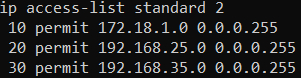 ip access-list standard 2
10 permit 172.18.1.0 0.0.0.255
20 permit 192.168.25.0 0.0.0.255
30 permit 192.168.35.0 0.0.0.255